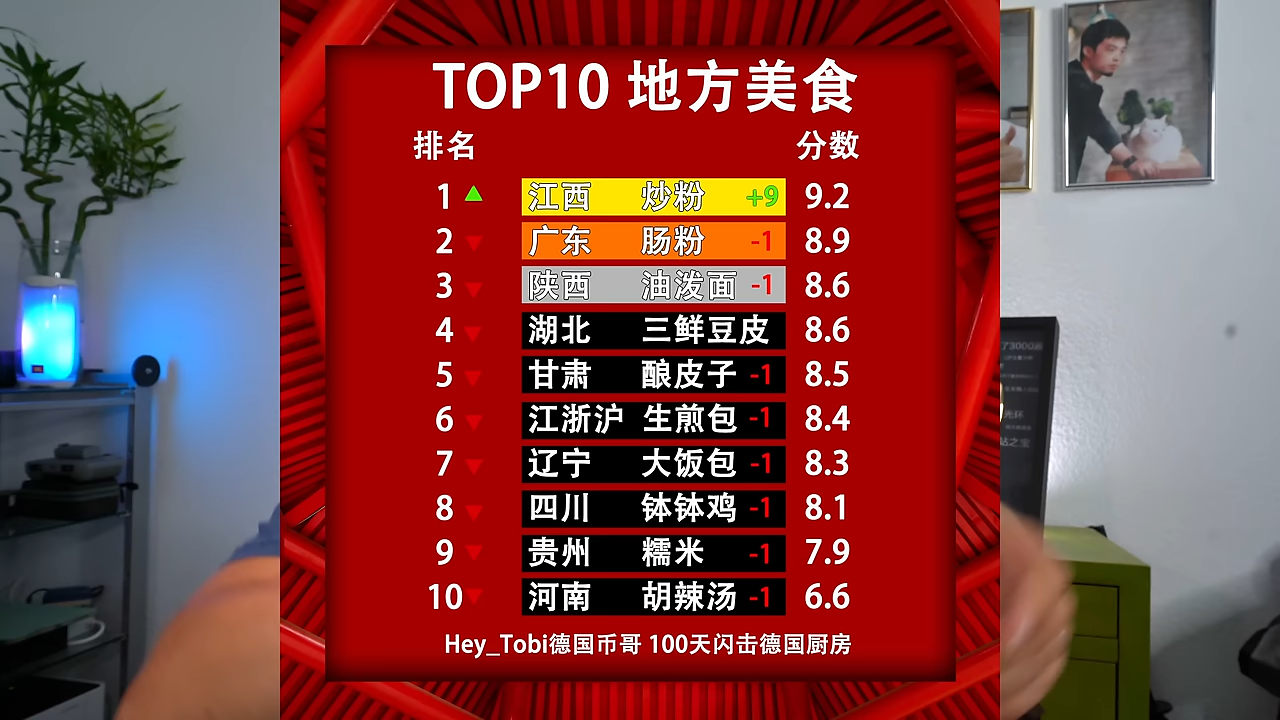 TOP10 地方美食
排名 分数
1 江西 炒粉 +9 9.2
2 广东 肠粉 -1 8.9
3 陕西 油泼面 -1 8.6
4 湖北 三鲜豆皮 8.6
5 甘肃 酿皮子 -1 8.5
6 江浙沪 生煎包 -1 8.4
7 辽宁 大饭包 -1 8.3
8 四川 钵钵鸡 -1 8.1
9 贵州 糯米 -1 7.9
10 河南 胡辣汤 -1 6.6
Hey_Tobi德国币哥 100天闪击德国厨房